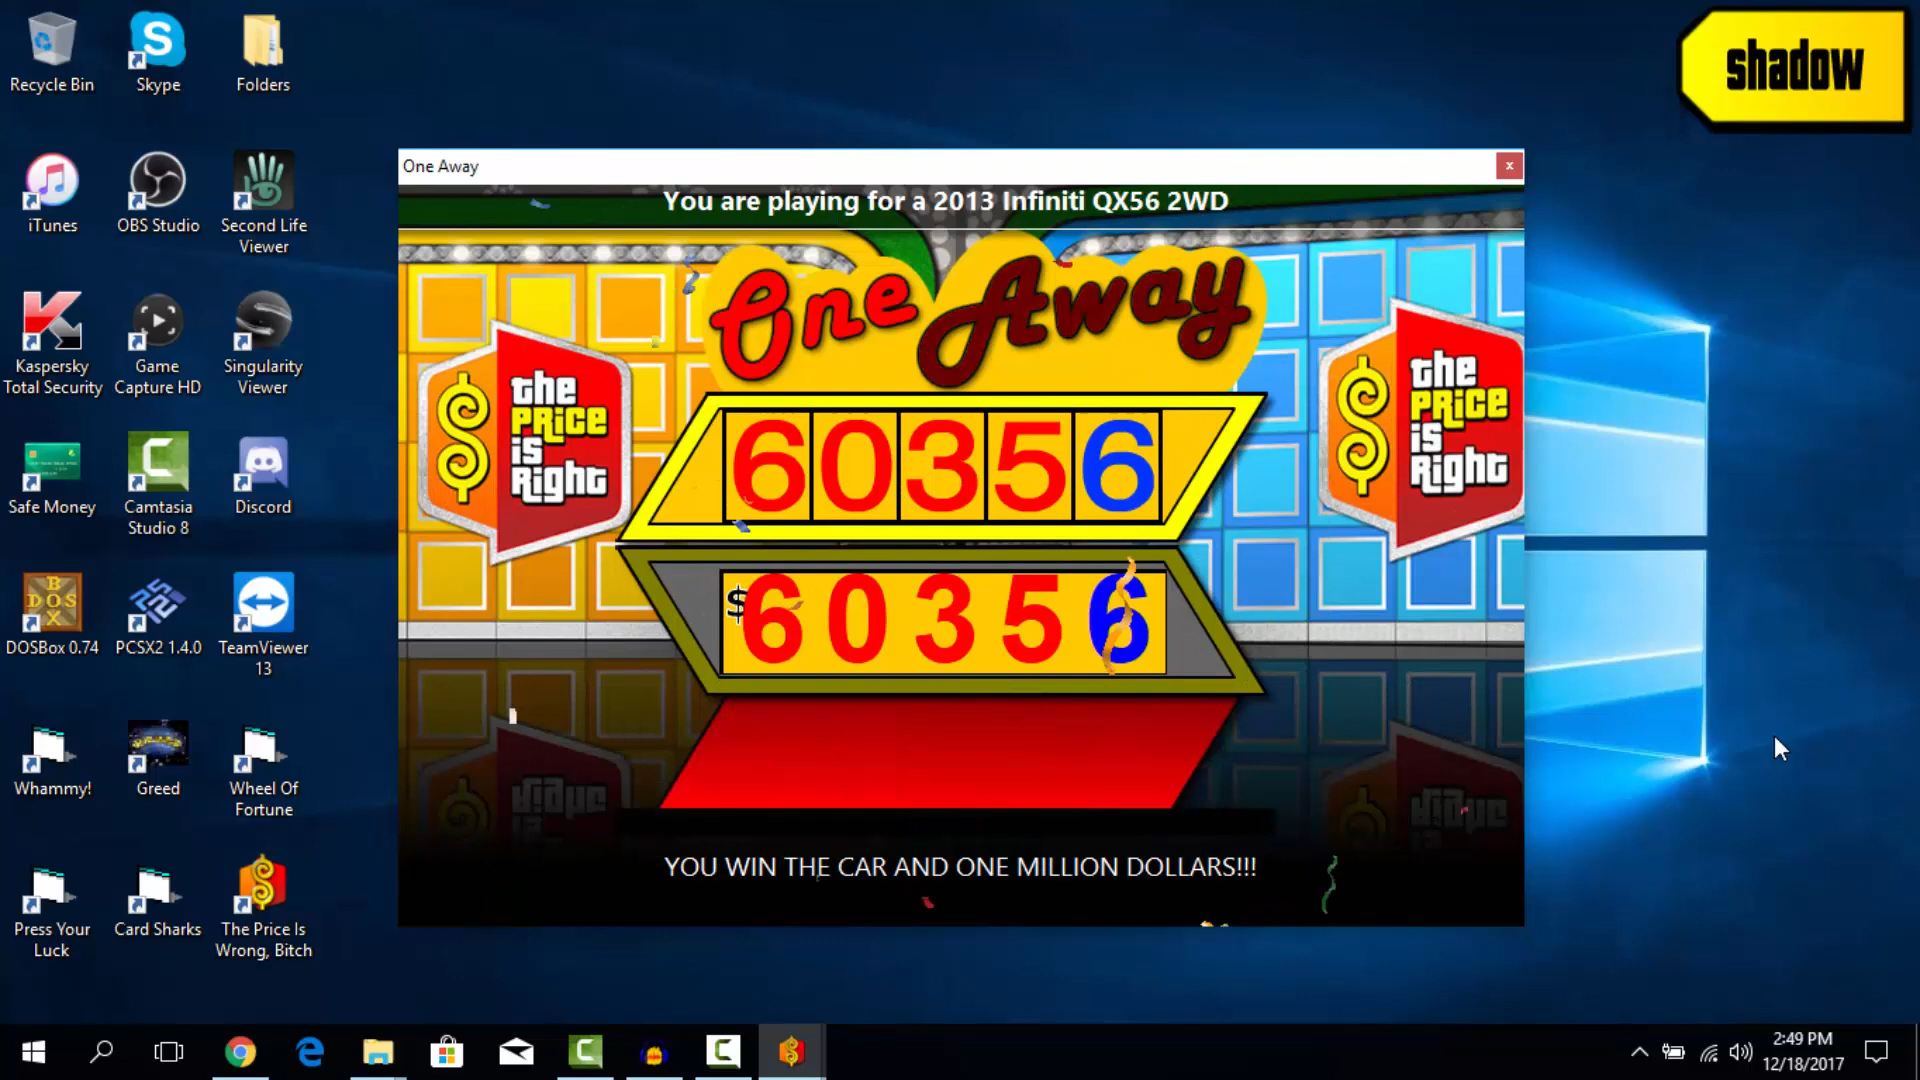 Recycle Bin
Skype
Folders
iTunes
OBS Studio
Second Life
Viewer
Kaspersky
Total Security
Game
Capture HD
Singularity
Viewer
Safe Money
Camtasia
Studio 8
Discord
BOX
DOS
DOSBox 0.74
PCSX2 1.4.0
TeamViewer
13
Whammy!
Greed
Wheel Of
Fortune
Press Your
Luck
Card Sharks
The Price Is
Wrong, Bitch
shadow
One Away
x
You are playing for a 2013 Infiniti QX56 2WD
One Away
the
PRICE
is
Right
the
PRICE
is
Right
60356
$60356
YOU WIN THE CAR AND ONE MILLION DOLLARS!!!
2:49 PM
12/18/2017